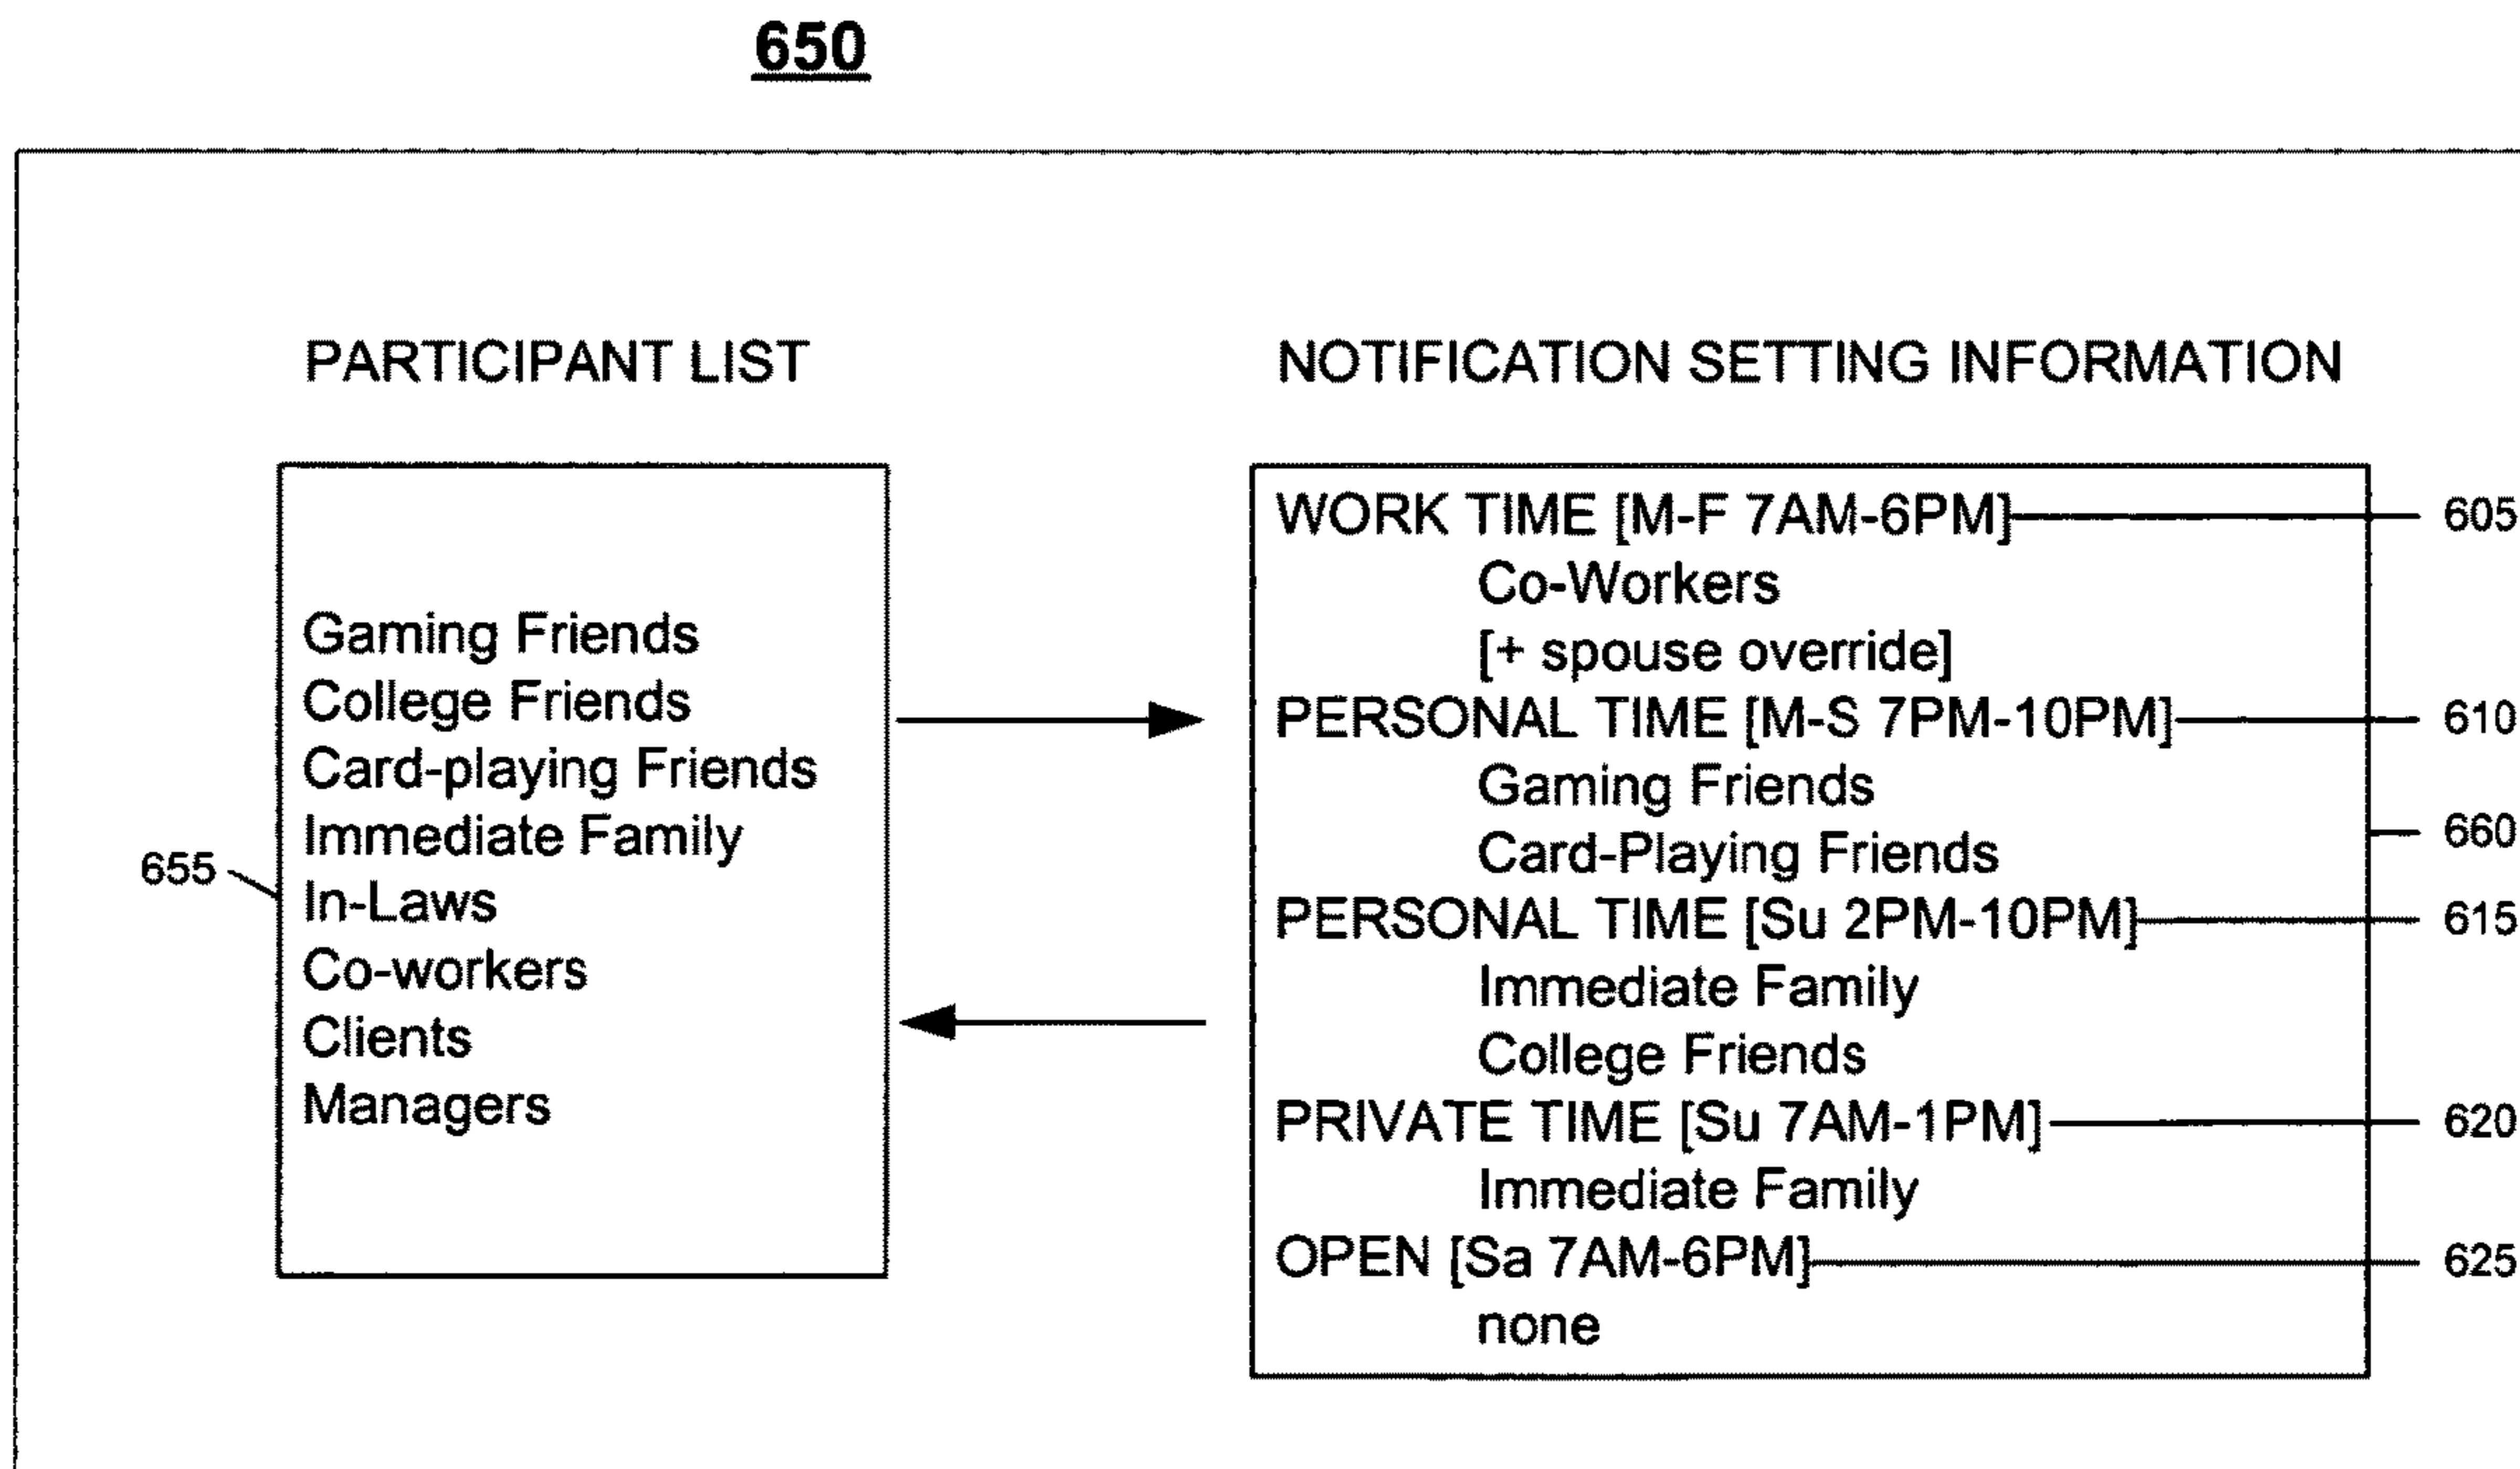 650
PARTICIPANT LIST
Gaming Friends
College Friends
Card-playing Friends
Immediate Family
655
In-Laws
Co-workers
Clients
Managers
NOTIFICATION SETTING INFORMATION
WORK TIME [M-F 7AM-6PM] 605
Co-Workers
[+ spouse override]
PERSONAL TIME [M-S 7PM-10PM] 610
Gaming Friends
660
Card-Playing Friends
PERSONAL TIME [Su 2PM-10PM] 615
Immediate Family
College Friends
PRIVATE TIME [Su 7AM-1PM] 620
Immediate Family
OPEN [Sa 7AM-6PM] 625
none